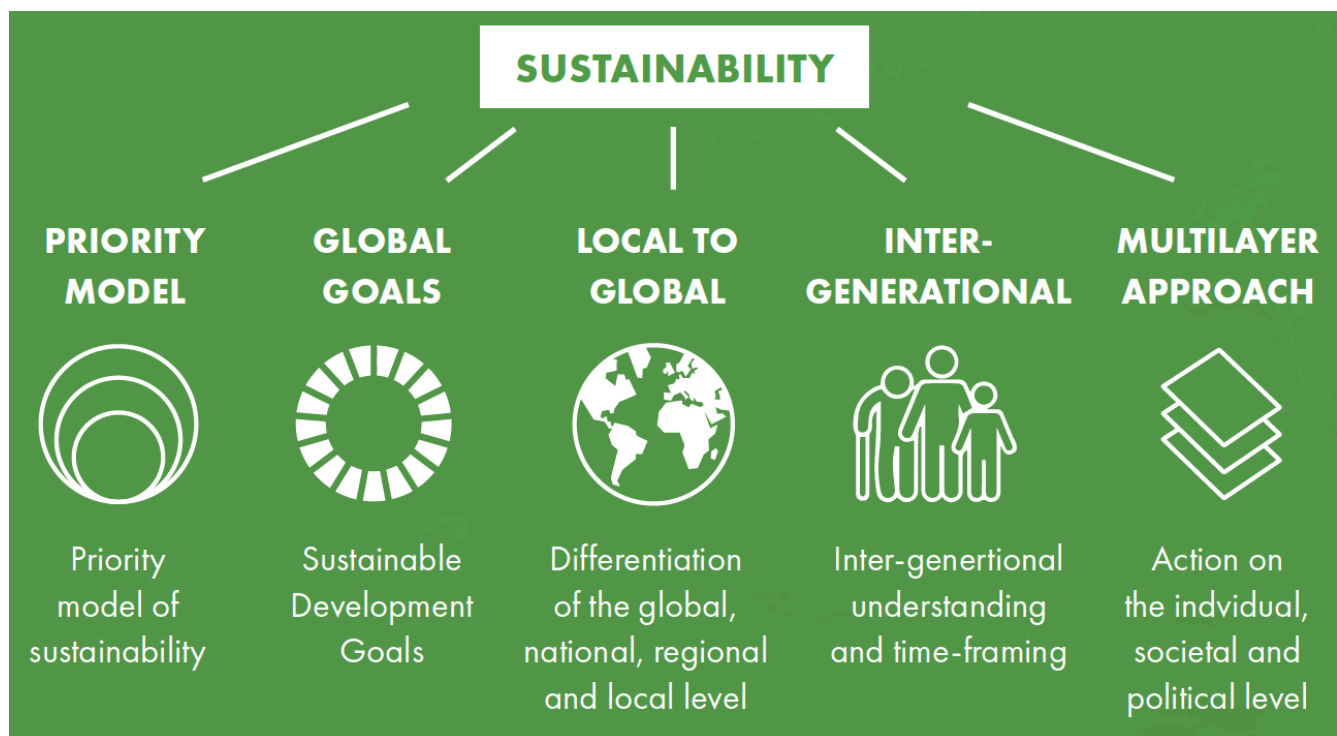 SUSTAINABILITY
PRIORITY
MODEL
GLOBAL
GOALS
LOCAL TO
GLOBAL
INTER-
GENERATIONAL
MULTILAYER
APPROACH
Priority
model of
sustainability
Sustainable
Development
Goals
Differentiation
of the global,
national, regional
and local level
Inter-genertional
understanding
and time-framing
Action on
the indvidual,
societal and
political level